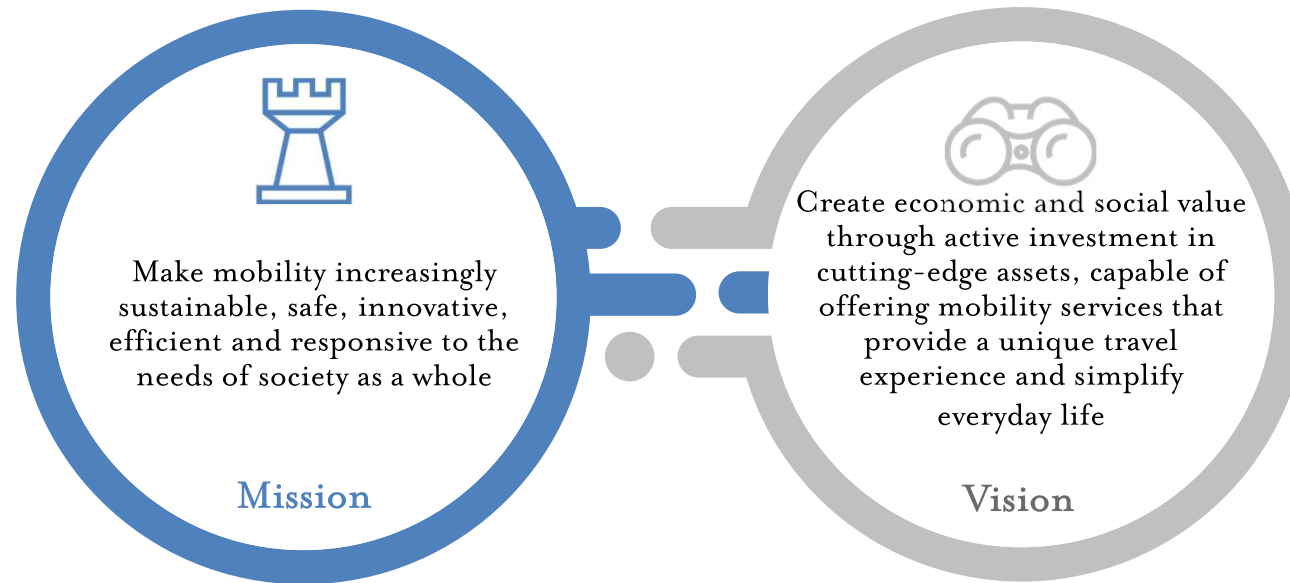 Make mobility increasingly
sustainable, safe, innovative,
efficient and responsive to the
needs of society as a whole
Mission
Create economic and social value
through active investment in
cutting-edge assets, capable of
offering mobility services that
provide a unique travel
experience and simplify
everyday life
Vision